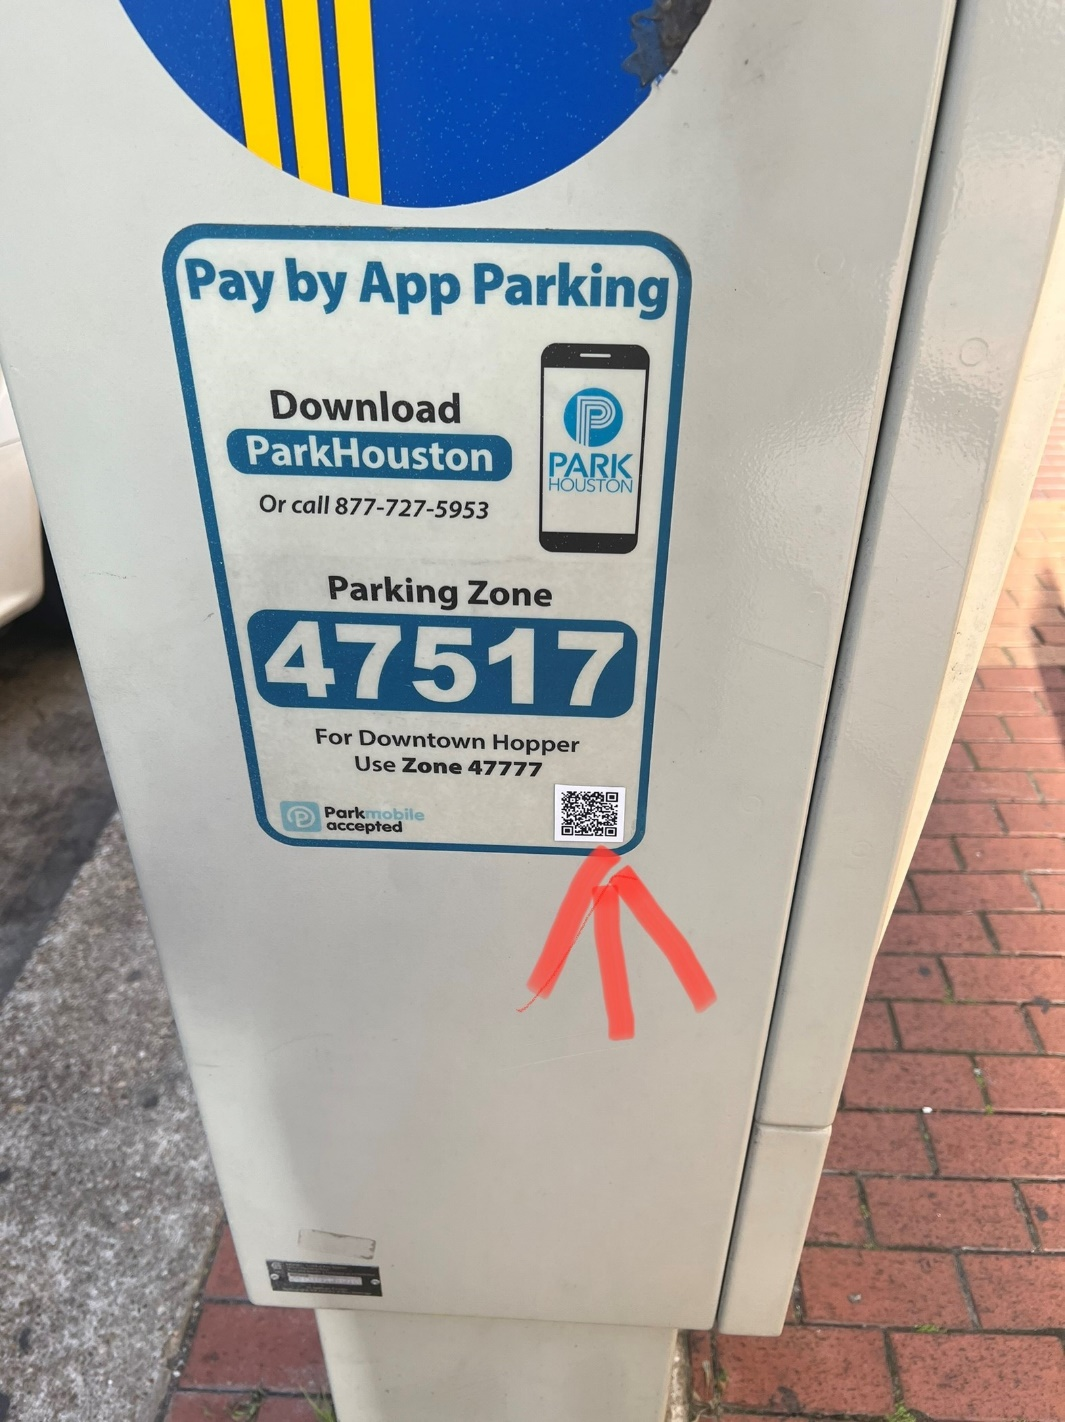 Pay by App Parking
Download
ParkHouston
Or call 877-727-5953
PARK
HOUSTON
Parking Zone
47517
For Downtown Hopper
Use Zone 47777
Parkmobile
accepted